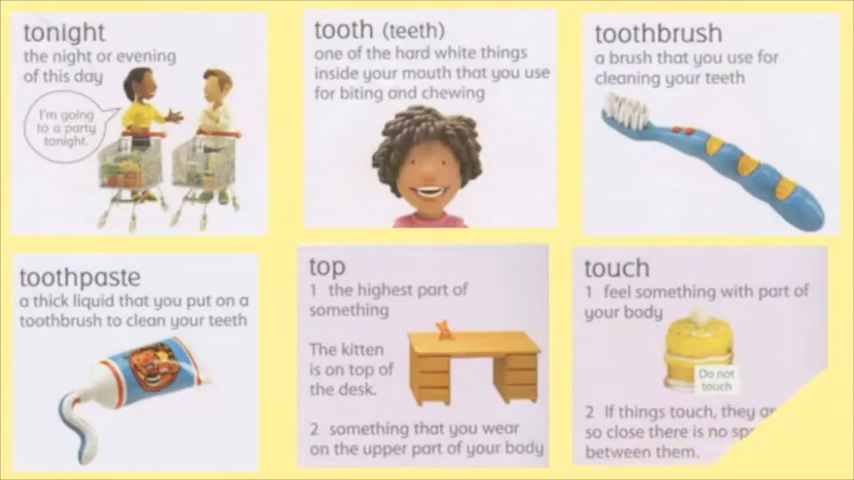 tonight
the night or evening
of this day
I'm going
to a party
tonight.
tooth (teeth)
one of the hard white things
inside your mouth that you use
for biting and chewing
toothbrush
a brush that you use for
cleaning your teeth
toothpaste
a thick liquid that you put on a
toothbrush to clean your teeth
top
1 the highest part of
something
The kitten
is on top of
the desk.
2 something that you wear
on the upper part of your body
touch
1 feel something with part of
your body
Do not
touch
2 If things touch, they
so close there is no
between them.